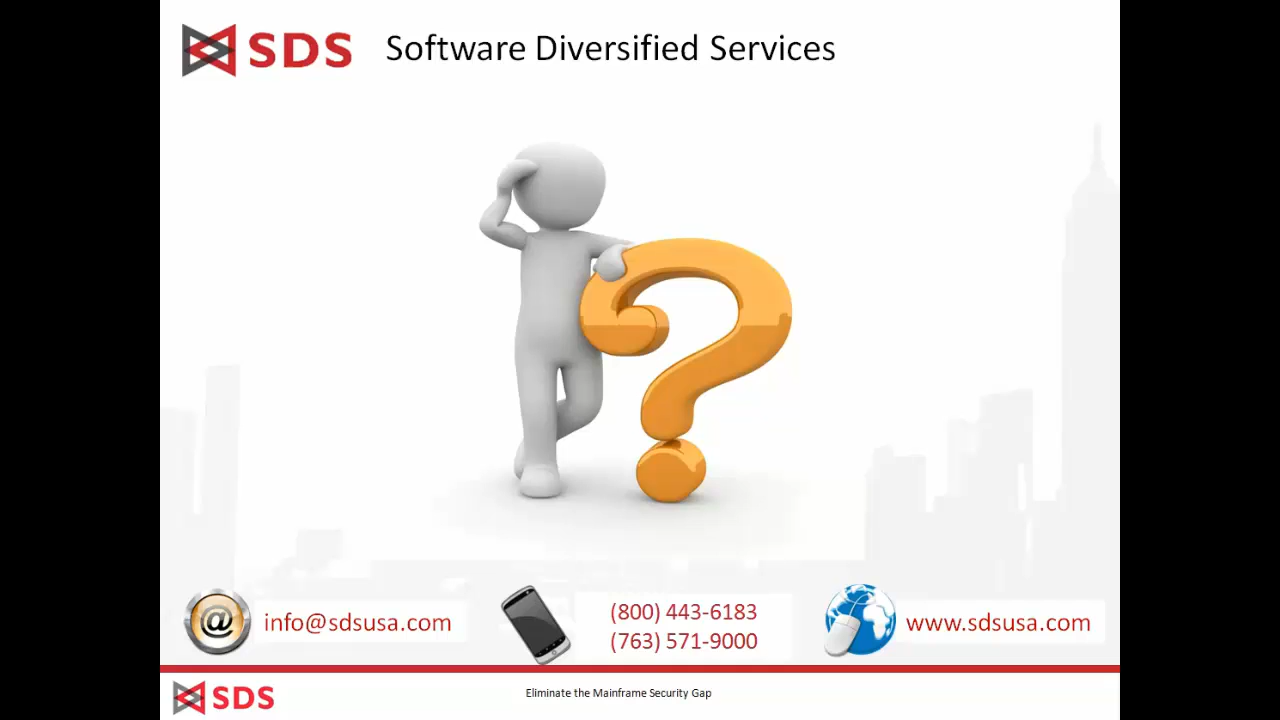 SDS Software Diversified Services
@
info@sdsusa.com
(800) 443-6183
(763) 571-9000
www.sdsusa.com
SDS
Eliminate the Mainframe Security Gap